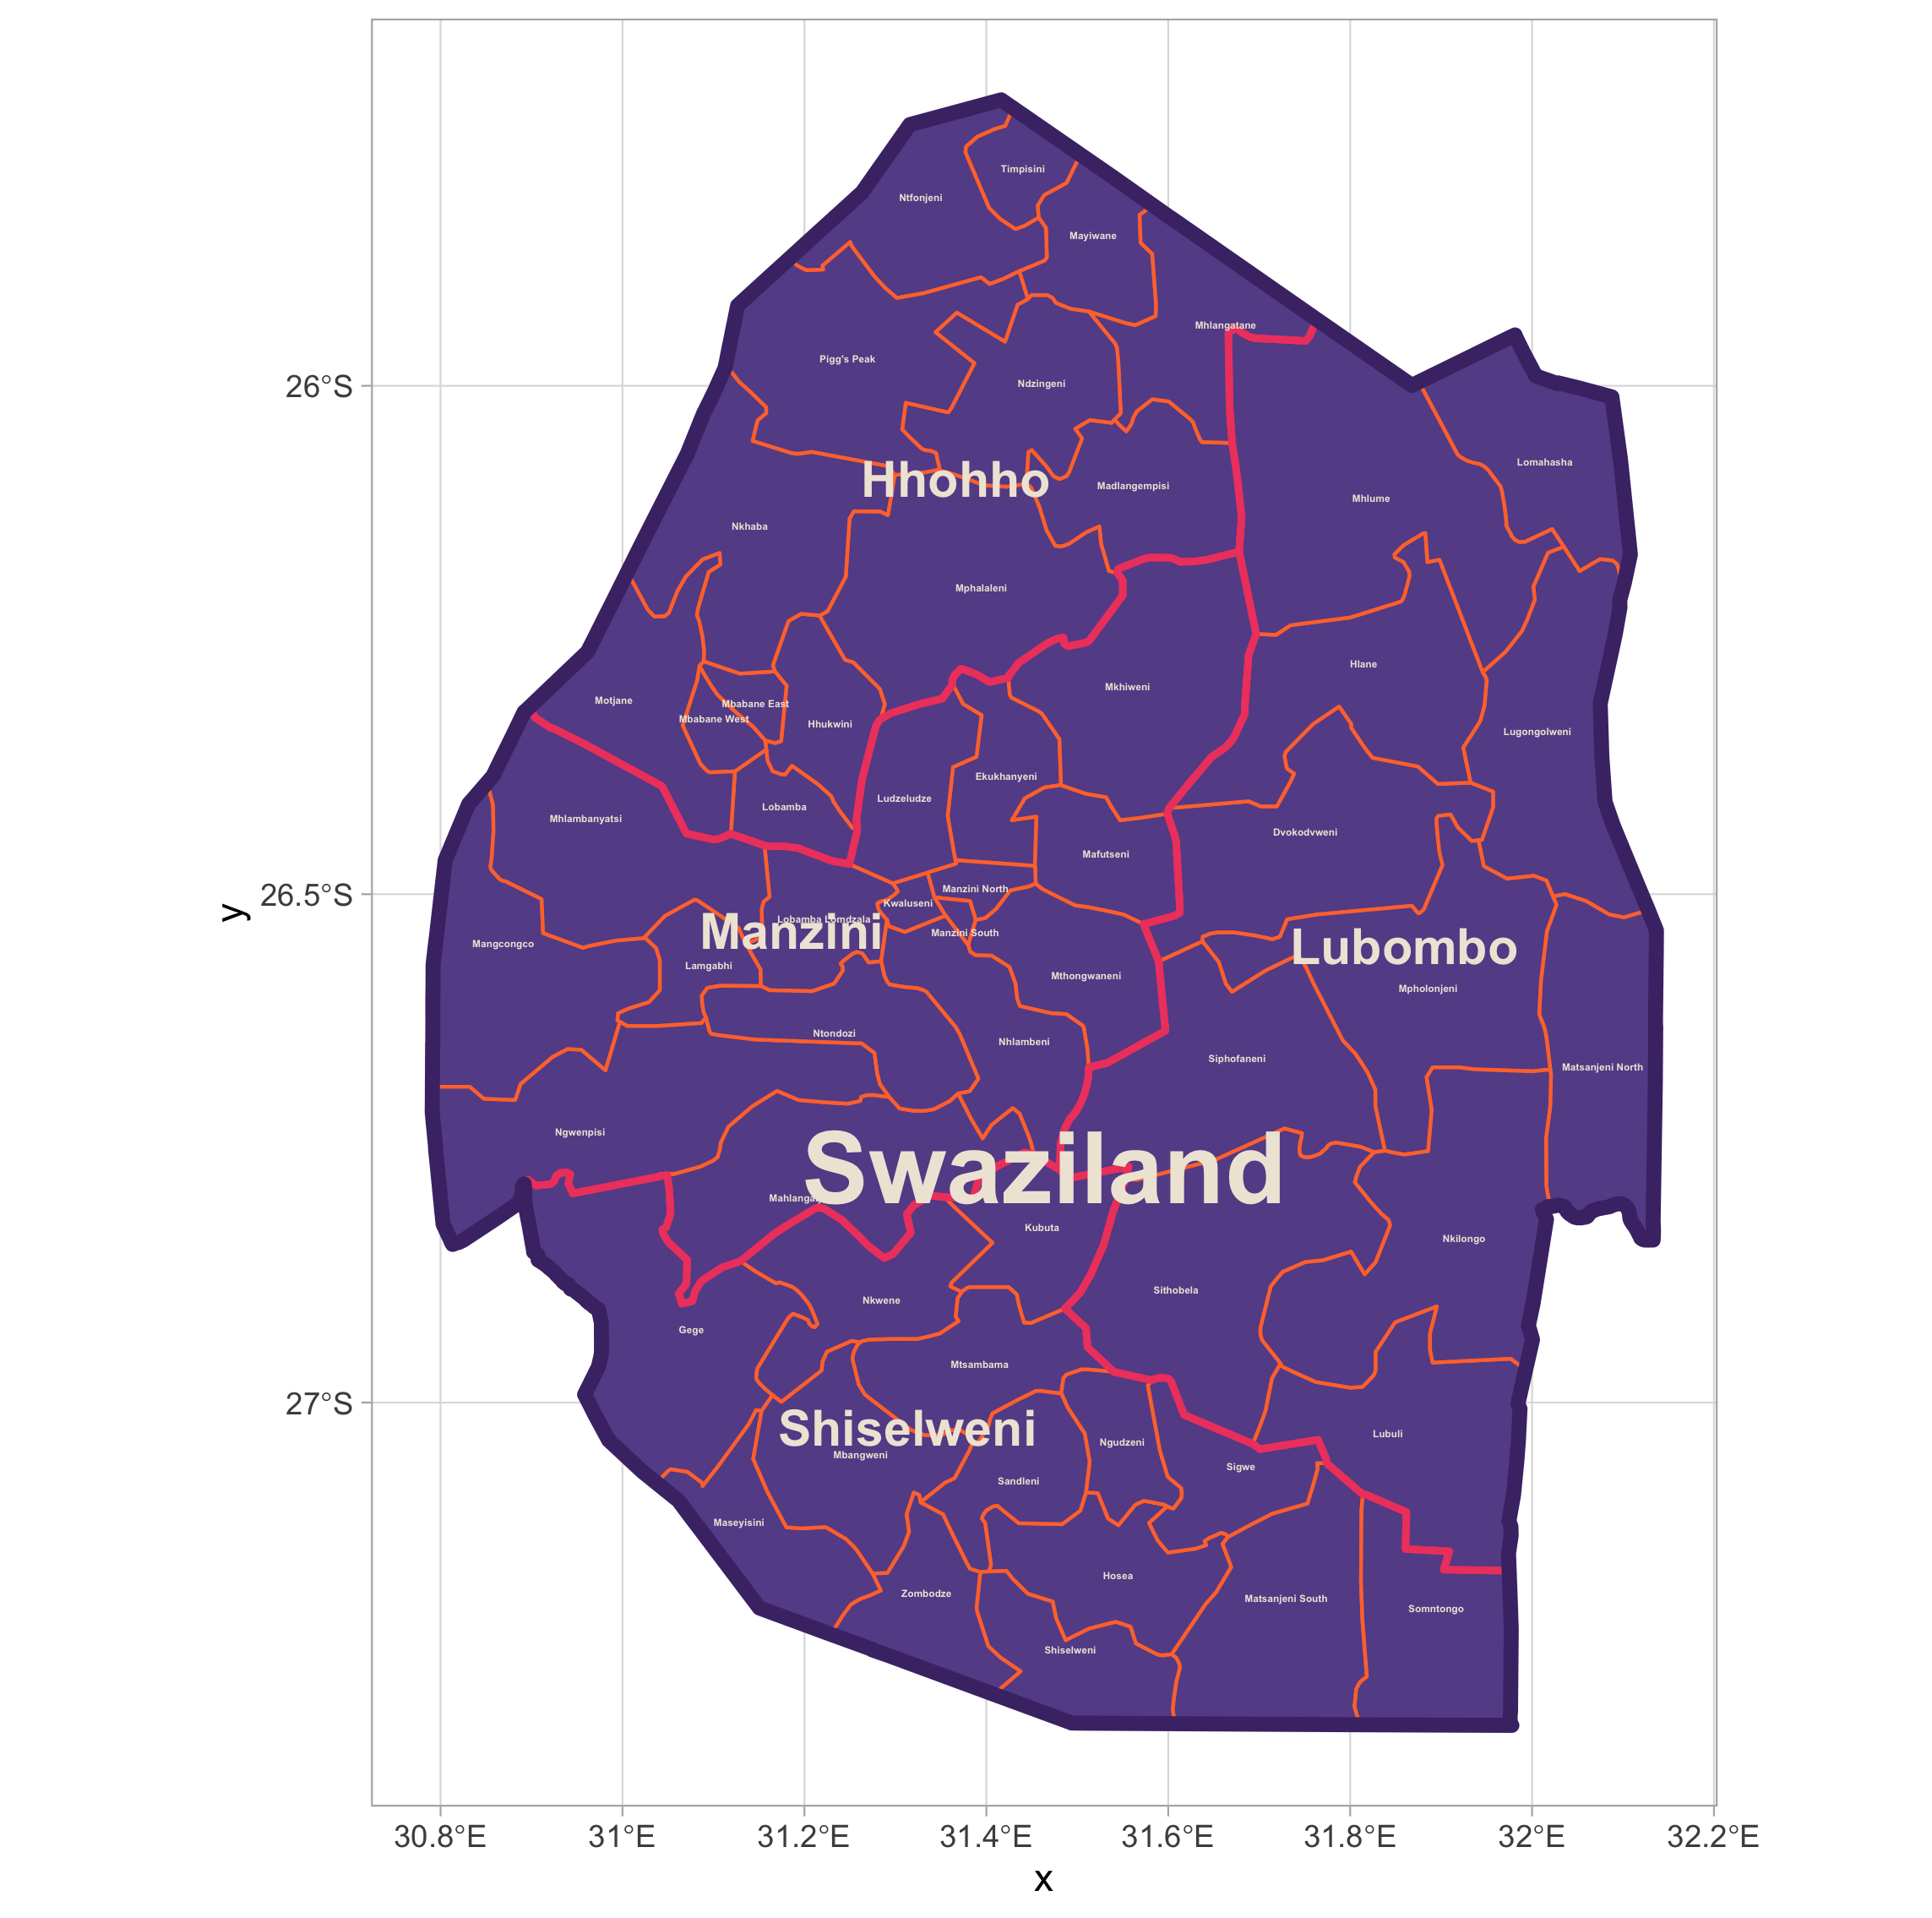 Timpisini
Ntfonjeni
Mayiwane
Mhlangatane
Pigg's Peak
Ndzingeni
26°S
Lomahasha
Hhohho
Madlangempisi
Mhlume
Nkhaba
Mphalaleni
Hlane
Mkhiweni
Motjane
Mbabane East
Mbabane West
Hhukwini
Lugongolweni
Ekukhanyeni
Ludzeludze
Lobamba
Mhlambanyatsi
Dvokodvweni
Mafutseni
Manzini North
26.5°S
Kwaluseni
y
Lobamba Lomdzala
Manzini
Manzini South
Mangcongco
Lubombo
Lamgabhi
Mthongwaneni
Mpholonjeni
Ntondozi
Nhlambeni
Siphofaneni
Matsanjeni North
Ngwenpisi
Swaziland
Kubuta
Nkilongo
Sithobela
Nkwene
Gege
Mtsambama
27°S
Shiselweni
Lubuli
Ngudzeni
Mbangweni
Sigwe
Sandleni
Maseyisini
Hosea
Zombodze
Matsanjeni South
Somntongo
Shiselweni
30.8°E 31°E 31.2°E 31.4°E 31.6°E 31.8°E 32°E 32.2°E
x